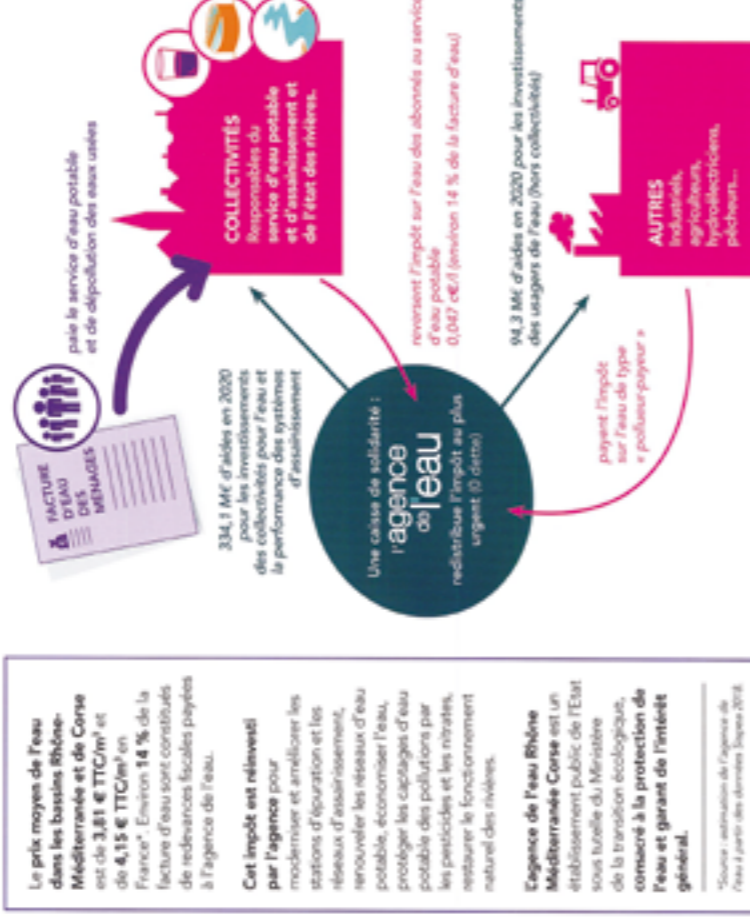 Le prix moyen de l'eau
dans les bassins Rhône-
Méditerranée et de Corse
est de 3,81 € TTC/m³ et
de 4,15 € TTC/m³ en
France*. Environ 14 % de la
facture d'eau sont constitués
de redevances fiscales payées
à l'agence de l'eau.
Cet impôt est réinvesti
par l'agence pour
moderniser et améliorer les
stations d'épuration et les
réseaux d'assainissement,
renouveler les réseaux d'eau
potable, économiser l'eau,
protéger les captages d'eau
potable des pollutions par
les pesticides et les nitrates,
restaurer le fonctionnement
naturel des rivières.
L'agence de l'eau Rhône
Méditerranée Corse est un
établissement public de l'Etat
sous tutelle du Ministère
de la transition écologique,
consacré à la protection de
l'eau et garant de l'intérêt
général.
*Source : estimation de l'agence de
l'eau à partir des données Sispea 2018.
FACTURE
D'EAU
DES
MÉNAGES
paie le service d'eau potable
et de dépollution des eaux usées
COLLECTIVITÉS
Responsables du
service d'eau potable
et d'assainissement et
de l'état des rivières.
334,1 M€ d'aides en 2020
pour les investissements
des collectivités pour l'eau et
la performance des systèmes
d'assainissement
Une caisse de solidarité :
l'agence
de l'eau
redistribue l'impôt au plus
urgent (0 dette)
reversent l'impôt sur l'eau des abonnés au service
d'eau potable
0,047 c€/l (environ 14 % de la facture d'eau)
94,3 M€ d'aides en 2020 pour les investissements
des usagers de l'eau (hors collectivités)
payent l'impôt
sur l'eau de type
« pollueur-payeur »
AUTRES
Industriels,
agriculteurs,
hydroélectriciens,
pêcheurs...